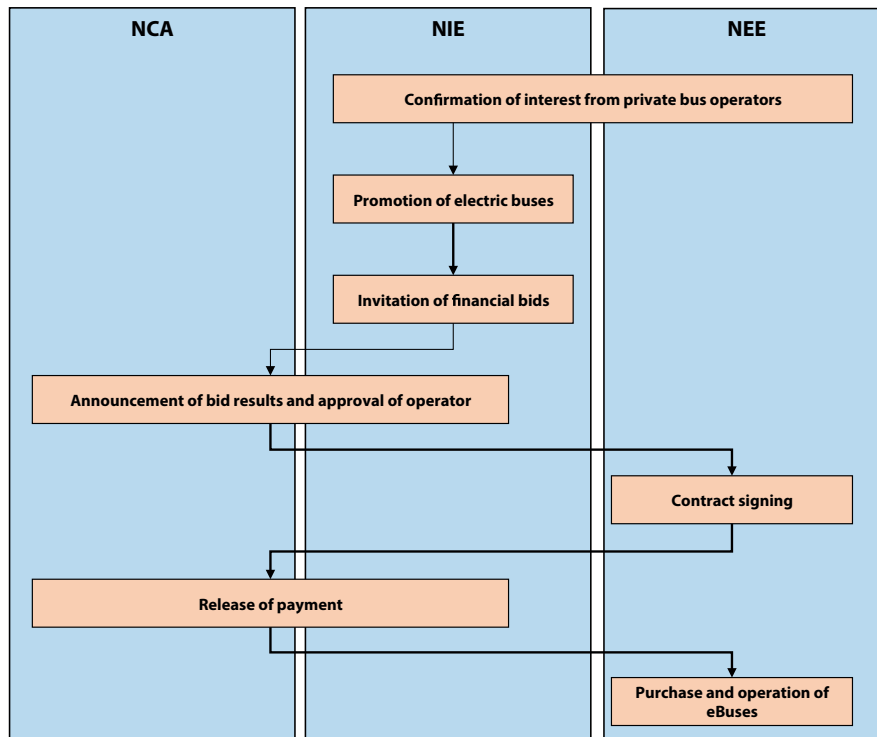 NCA
NIE
NEE
Confirmation of interest from private bus operators
Promotion of electric buses
Invitation of financial bids
Announcement of bid results and approval of operator
Contract signing
Release of payment
Purchase and operation of
eBuses